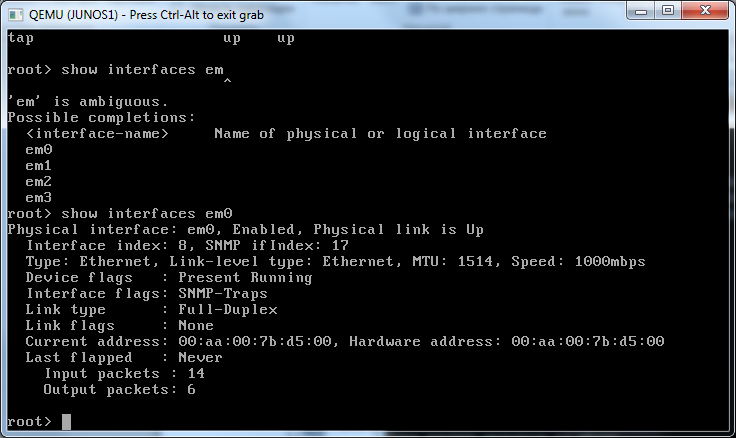 QEMU (JUNOS1) - Press Ctrl-Alt to exit grab
tap                        up    up
root> show interfaces em
                         ^
'em' is ambiguous.
Possible completions:
  <interface-name>      Name of physical or logical interface
  em0
  em1
  em2
  em3
root> show interfaces em0
Physical interface: em0, Enabled, Physical link is Up
  Interface index: 8, SNMP ifIndex: 17
  Type: Ethernet, Link-level type: Ethernet, MTU: 1514, Speed: 1000mbps
  Device flags   : Present Running
  Interface flags: SNMP-Traps
  Link type      : Full-Duplex
  Link flags     : None
  Current address: 00:aa:00:7b:d5:00, Hardware address: 00:aa:00:7b:d5:00
  Last flapped   : Never
    Input packets : 14
    Output packets: 6
root>